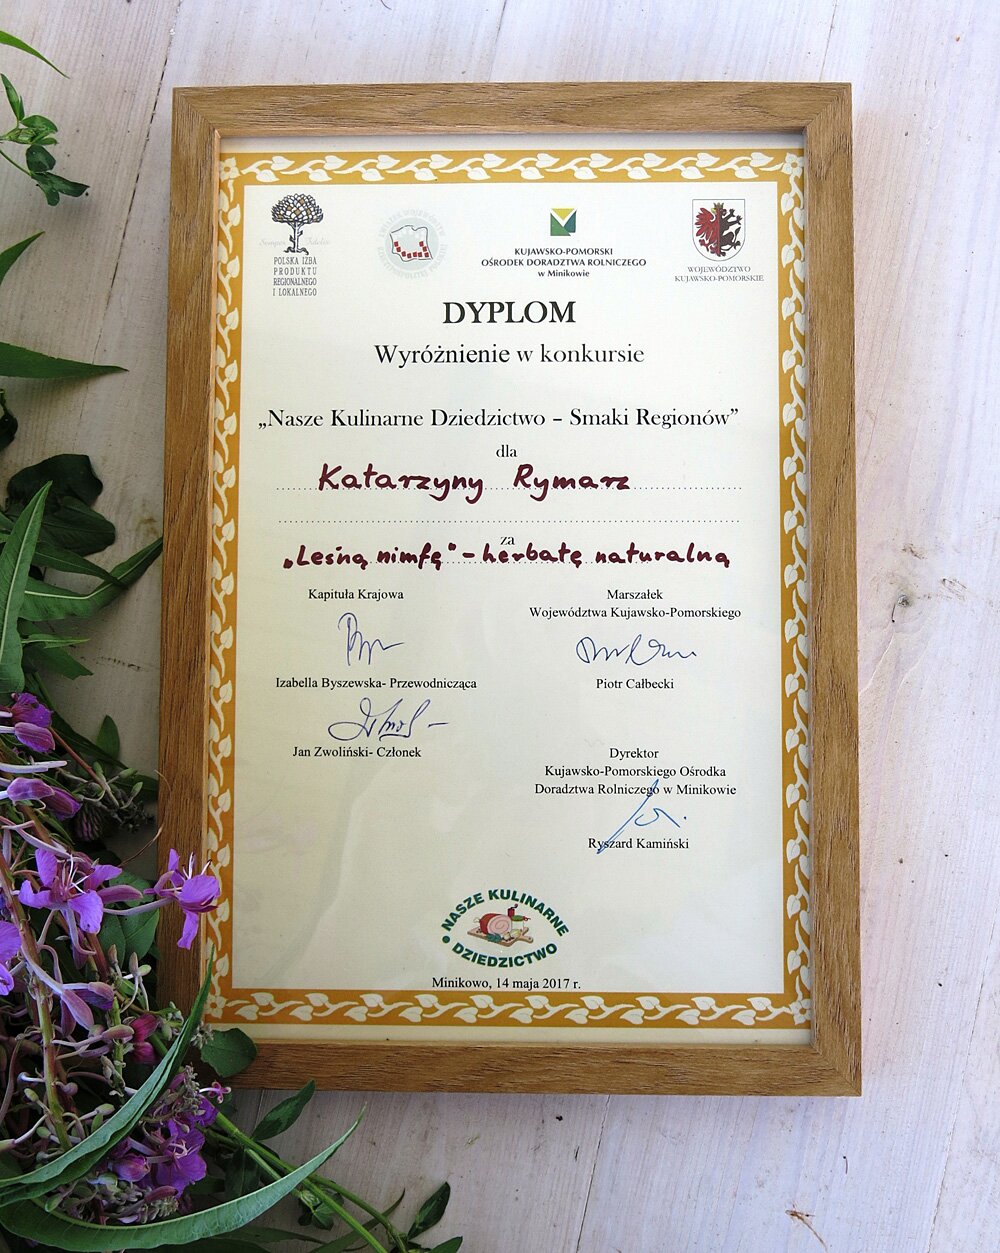 Semper Fidelis
POLSKA IZBA
PRODUKTU
REGIONALNEGO
I LOKALNEGO
KUJAWSKO-POMORSKI
OŚRODEK DORADZTWA ROLNICZEGO
w Minikowie
WOJEWÓDZTWO
KUJAWSKO-POMORSKIE
DYPLOM
Wyróżnienie w konkursie
„Nasze Kulinarne Dziedzictwo – Smaki Regionów”
dla
Katarzyny Rymarz
za
„Leśną nimfę" - herbatę naturalną
Kapituła Krajowa
Izabella Byszewska- Przewodnicząca
Jan Zwoliński- Członek
Marszałek
Województwa Kujawsko-Pomorskiego
Piotr Całbecki
Dyrektor
Kujawsko-Pomorskiego Ośrodka
Doradztwa Rolniczego w Minikowie
Ryszard Kamiński
NASZE KULINARNE
DZIEDZICTWO
Minikowo, 14 maja 2017 r.